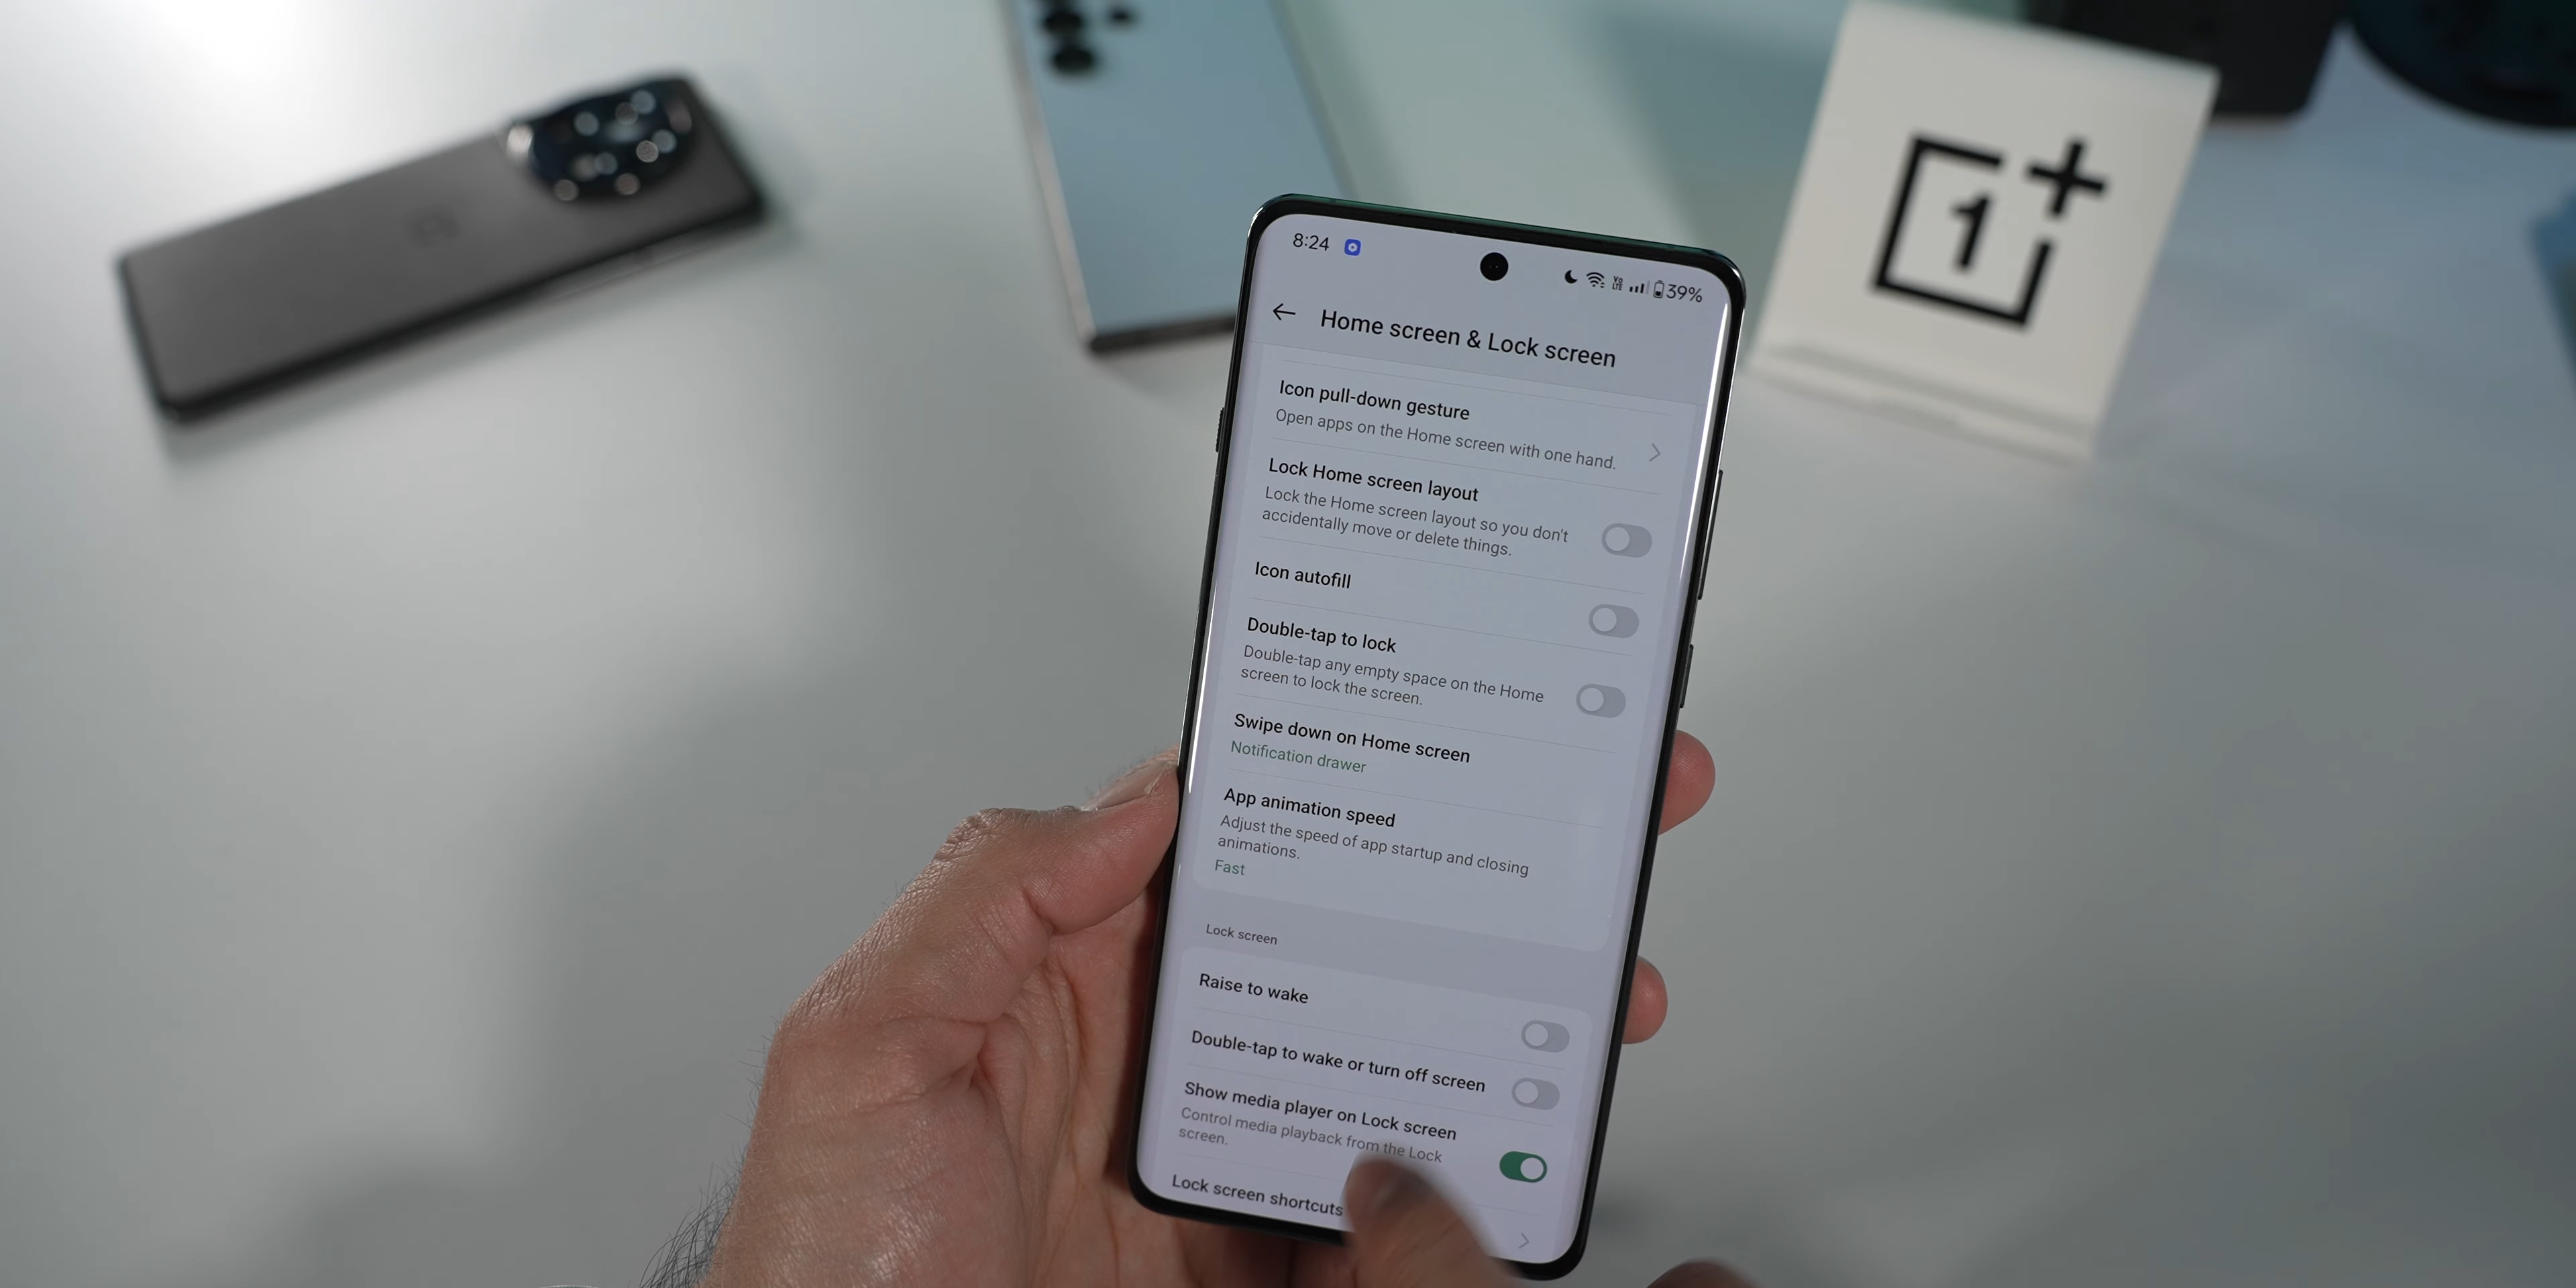 8:24
VO LTE 39%
1+
Home screen & Lock screen
Icon pull-down gesture
Open apps on the Home screen with one hand.
Lock Home screen layout
Lock the Home screen layout so you don't
accidentally move or delete things.
Icon autofill
Double-tap to lock
Double-tap any empty space on the Home
screen to lock the screen.
Swipe down on Home screen
Notification drawer
App animation speed
Adjust the speed of app startup and closing
animations.
Fast
Lock screen
Raise to wake
Double-tap to wake or turn off screen
Show media player on Lock screen
Control media playback from the Lock
screen.
Lock screen shortcuts